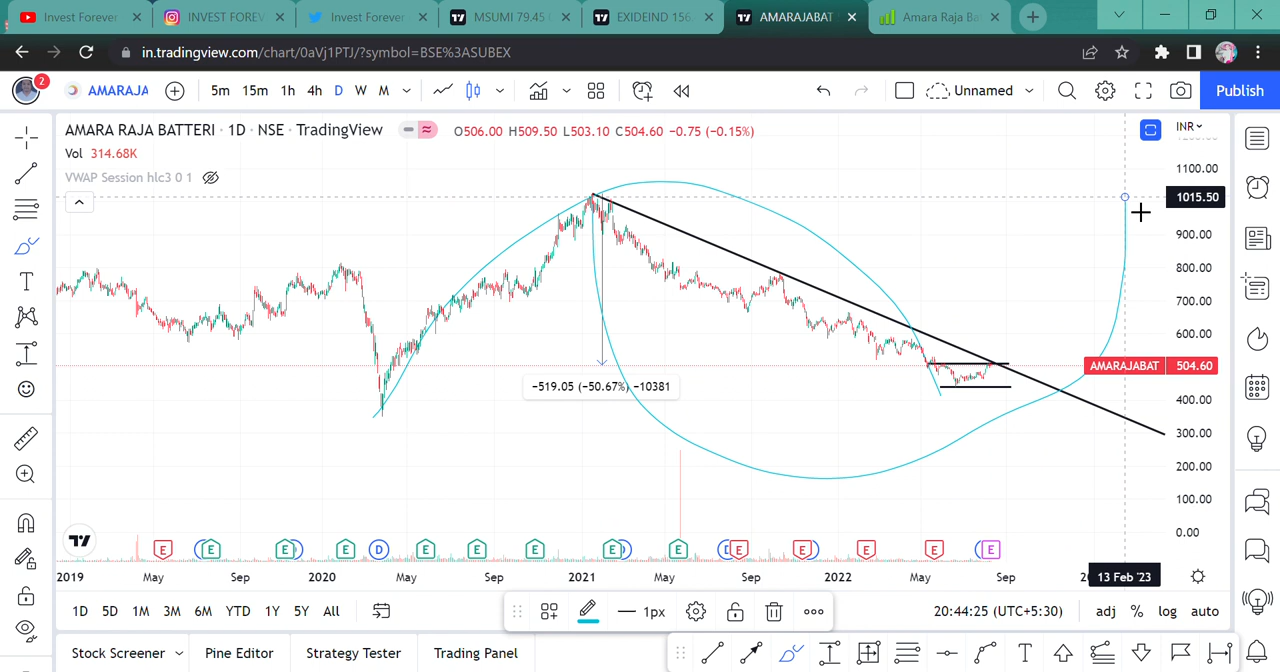 Invest Forever
INVEST FOREV
Invest Forever
MSUMI 79.45
EXIDEIND 156.
AMARAJABAT
Amara Raja Ba
in.tradingview.com/chart/0aVj1PTJ/?symbol=BSE%3ASUBEX
2
AMARAJA
5m 15m 1h 4h D W M
Unnamed
Publish
AMARA RAJA BATTERI · 1D · NSE · TradingView
O506.00 H509.50 L503.10 C504.60 −0.75 (−0.15%)
INR
Vol 314.68K
VWAP Session hlc3 0 1
1100.00
1015.50
900.00
800.00
700.00
600.00
AMARAJABAT 504.60
−519.05 (−50.67%) −10381
400.00
300.00
200.00
100.00
0.00
E E E E D E E E E E D E E E E E
2019 May Sep 2020 May Sep 2021 May Sep 2022 May Sep 13 Feb '23
1D 5D 1M 3M 6M YTD 1Y 5Y All
1px
20:44:25 (UTC+5:30)
adj % log auto
Stock Screener Pine Editor Strategy Tester Trading Panel